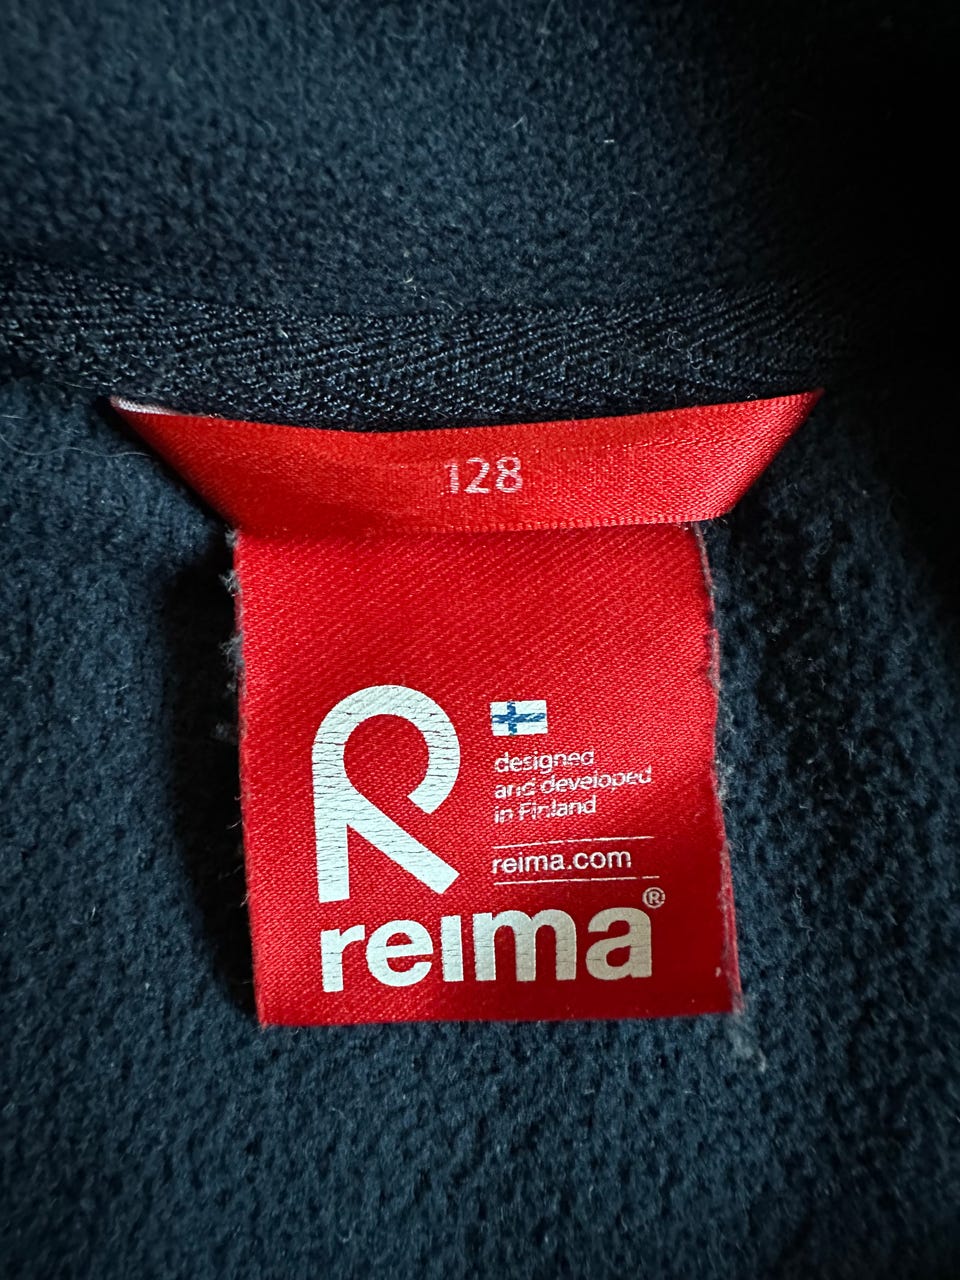 128
designed
and developed
in Finland
reima.com
reima®